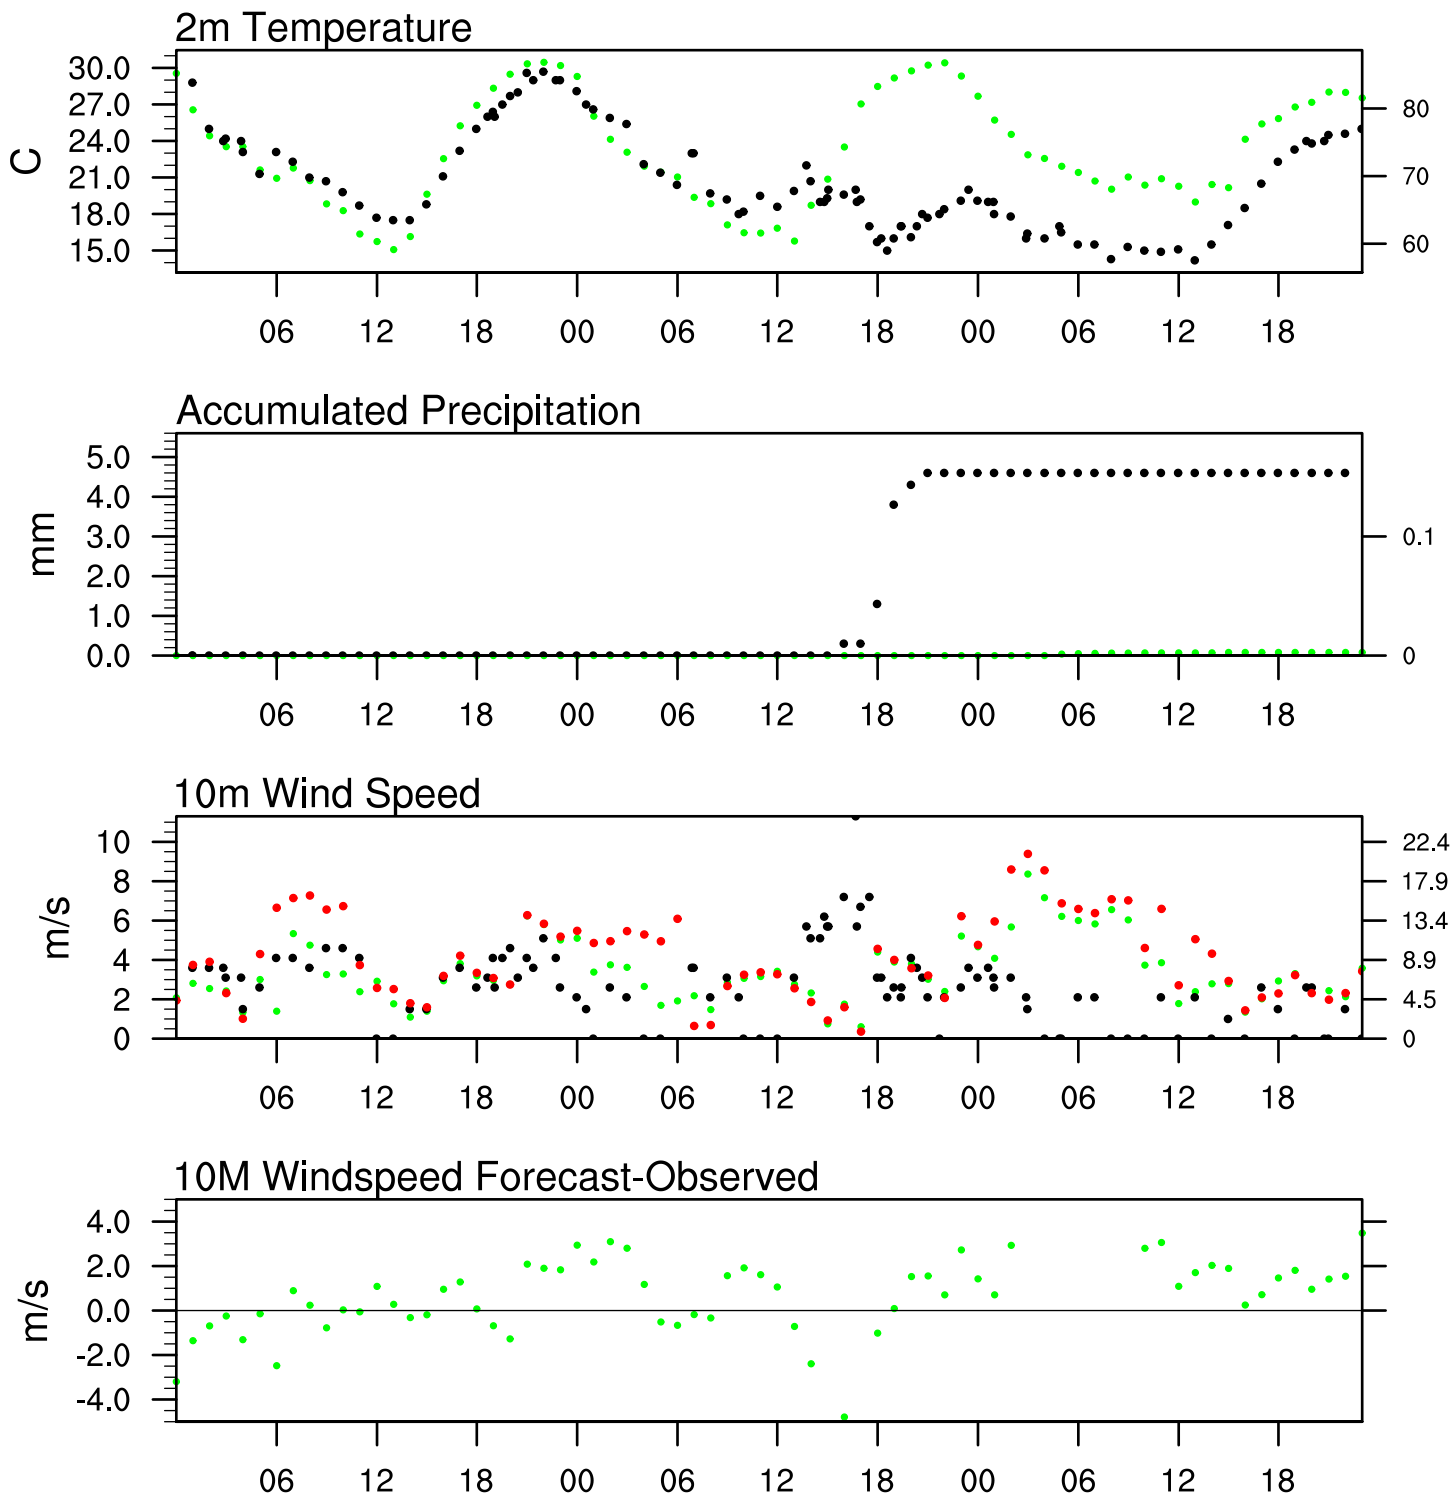 2m Temperature
30.0
27.0
24.0
21.0
18.0
15.0
C
80
70
60
06 12 18 00 06 12 18 00 06 12 18
Accumulated Precipitation
5.0
4.0
3.0
2.0
1.0
0.0
mm
0.1
0
06 12 18 00 06 12 18 00 06 12 18
10m Wind Speed
10
8
6
4
2
0
m/s
22.4
17.9
13.4
8.9
4.5
0
06 12 18 00 06 12 18 00 06 12 18
10M Windspeed Forecast-Observed
4.0
2.0
0.0
-2.0
-4.0
m/s
06 12 18 00 06 12 18 00 06 12 18